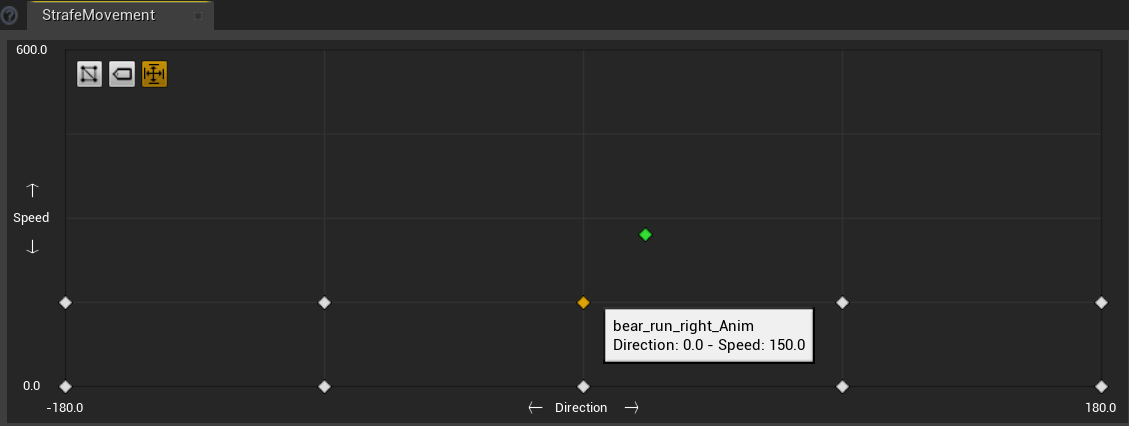 StrafeMovement
600.0
Speed
bear_run_right_Anim
Direction: 0.0 - Speed: 150.0
0.0
-180.0
Direction
180.0